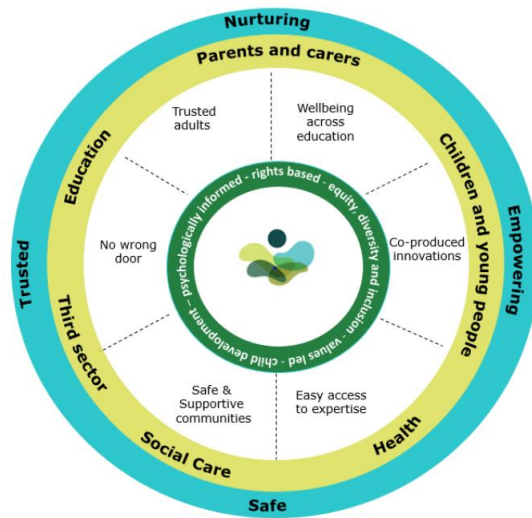 Nurturing
Empowering
Safe
Trusted
Parents and carers
Children and young people
Health
Social Care
Third sector
Education
Trusted
adults
Wellbeing
across
education
No wrong
door
Co-produced
innovations
Safe &
Supportive
communities
Easy access
to expertise
psychologically informed - rights based - equity, diversity and inclusion - values led - child development –